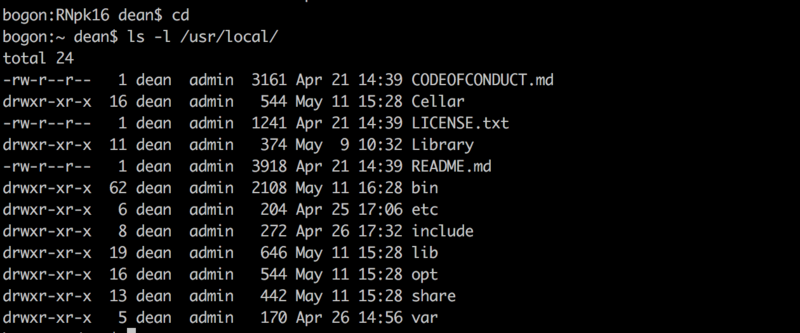 bogon:RNpk16 dean$ cd
bogon:~ dean$ ls -l /usr/local/
total 24
-rw-r--r--   1 dean  admin  3161 Apr 21 14:39 CODEOFCONDUCT.md
drwxr-xr-x  16 dean  admin   544 May 11 15:28 Cellar
-rw-r--r--   1 dean  admin  1241 Apr 21 14:39 LICENSE.txt
drwxr-xr-x  11 dean  admin   374 May  9 10:32 Library
-rw-r--r--   1 dean  admin  3918 Apr 21 14:39 README.md
drwxr-xr-x  62 dean  admin  2108 May 11 16:28 bin
drwxr-xr-x   6 dean  admin   204 Apr 25 17:06 etc
drwxr-xr-x   8 dean  admin   272 Apr 26 17:32 include
drwxr-xr-x  19 dean  admin   646 May 11 15:28 lib
drwxr-xr-x  16 dean  admin   544 May 11 15:28 opt
drwxr-xr-x  13 dean  admin   442 May 11 15:28 share
drwxr-xr-x   5 dean  admin   170 Apr 26 14:56 var